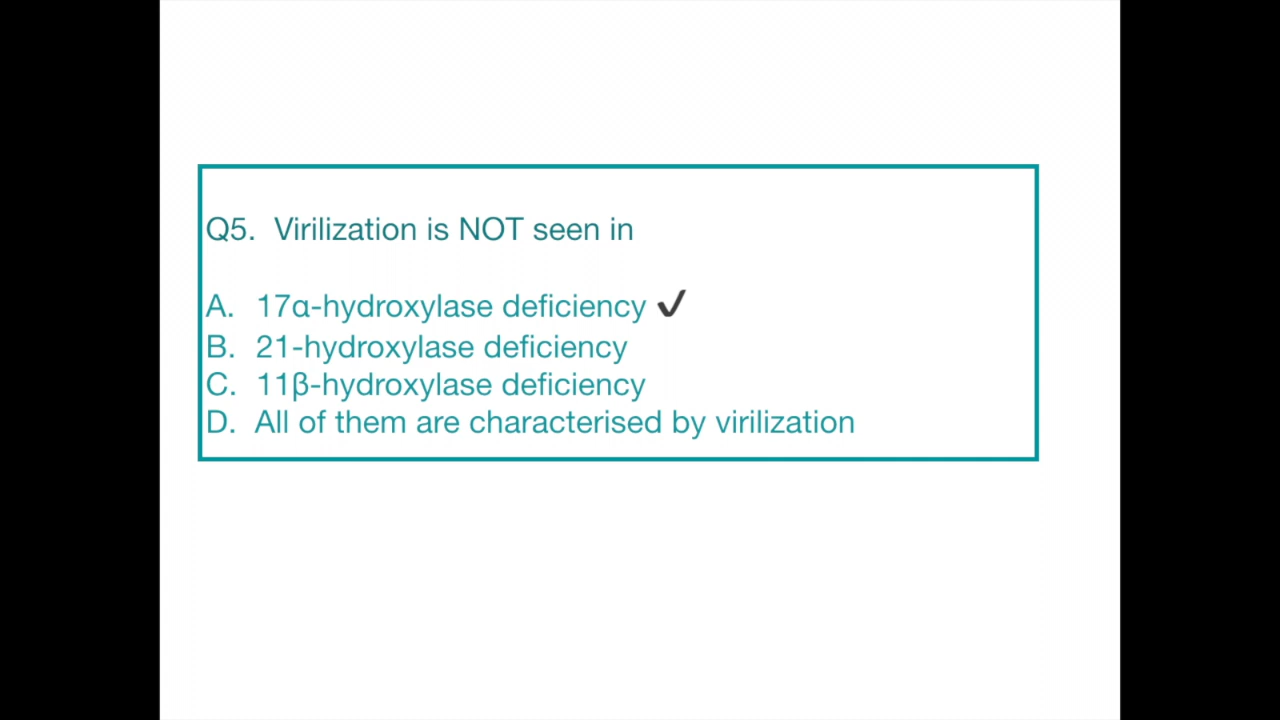 Q5. Virilization is NOT seen in
A. 17α-hydroxylase deficiency ✔
B. 21-hydroxylase deficiency
C. 11β-hydroxylase deficiency
D. All of them are characterised by virilization